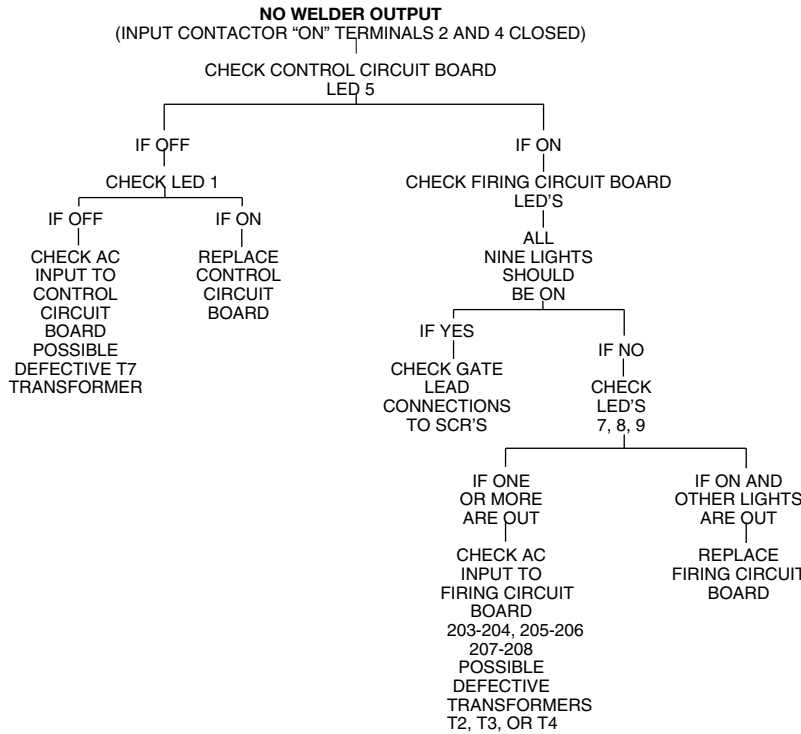 NO WELDER OUTPUT
(INPUT CONTACTOR “ON” TERMINALS 2 AND 4 CLOSED)
CHECK CONTROL CIRCUIT BOARD
LED 5
IF OFF
CHECK LED 1
IF OFF
CHECK AC
INPUT TO
CONTROL
CIRCUIT
BOARD
POSSIBLE
DEFECTIVE T7
TRANSFORMER
IF ON
REPLACE
CONTROL
CIRCUIT
BOARD
IF ON
CHECK FIRING CIRCUIT BOARD
LED'S
ALL
NINE LIGHTS
SHOULD
BE ON
IF YES
CHECK GATE
LEAD
CONNECTIONS
TO SCR'S
IF NO
CHECK
LED'S
7, 8, 9
IF ONE
OR MORE
ARE OUT
CHECK AC
INPUT TO
FIRING CIRCUIT
BOARD
203-204, 205-206
207-208
POSSIBLE
DEFECTIVE
TRANSFORMERS
T2, T3, OR T4
IF ON AND
OTHER LIGHTS
ARE OUT
REPLACE
FIRING CIRCUIT
BOARD